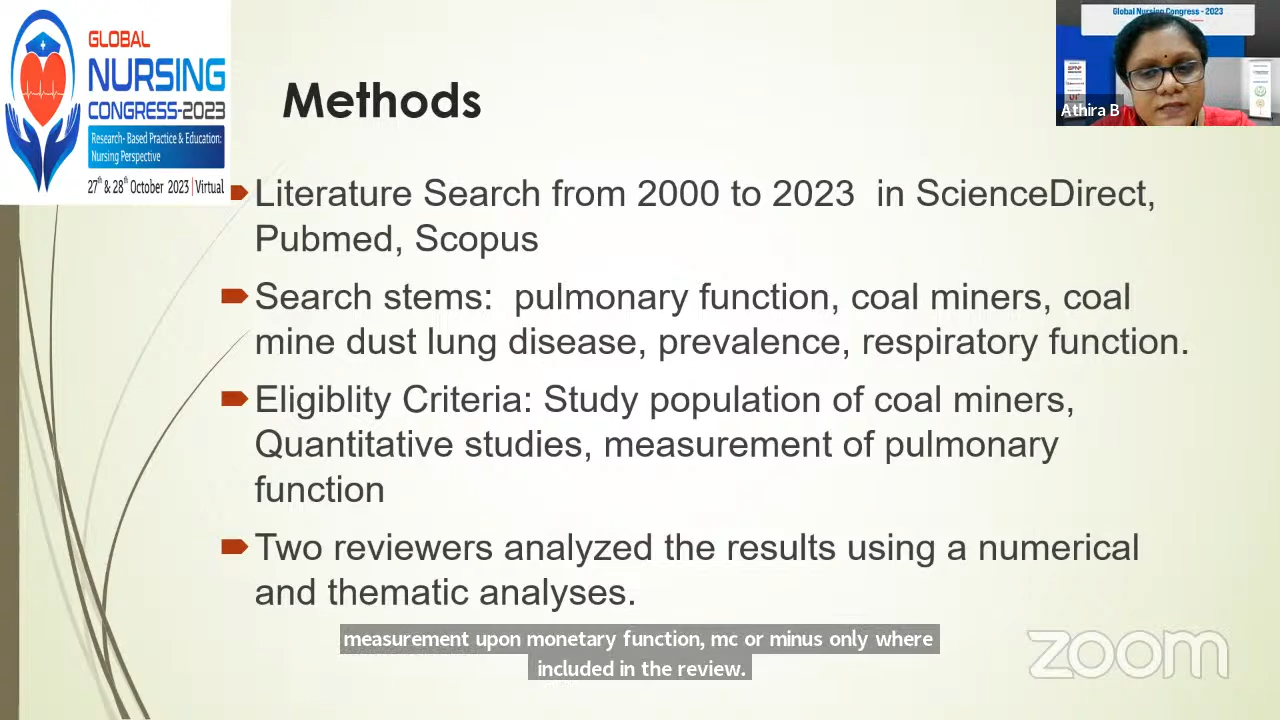 GLOBAL
NURSING
CONGRESS-2023
Research- Based Practice & Education:
Nursing Perspective
27th & 28th October 2023 | Virtual
Methods
Global Nursing Congress - 2023
Athira B
Literature Search from 2000 to 2023 in ScienceDirect,
Pubmed, Scopus
Search stems: pulmonary function, coal miners, coal
mine dust lung disease, prevalence, respiratory function.
Eligiblity Criteria: Study population of coal miners,
Quantitative studies, measurement of pulmonary
function
Two reviewers analyzed the results using a numerical
and thematic analyses.
measurement upon monetary function, mc or minus only where
included in the review.
zoom